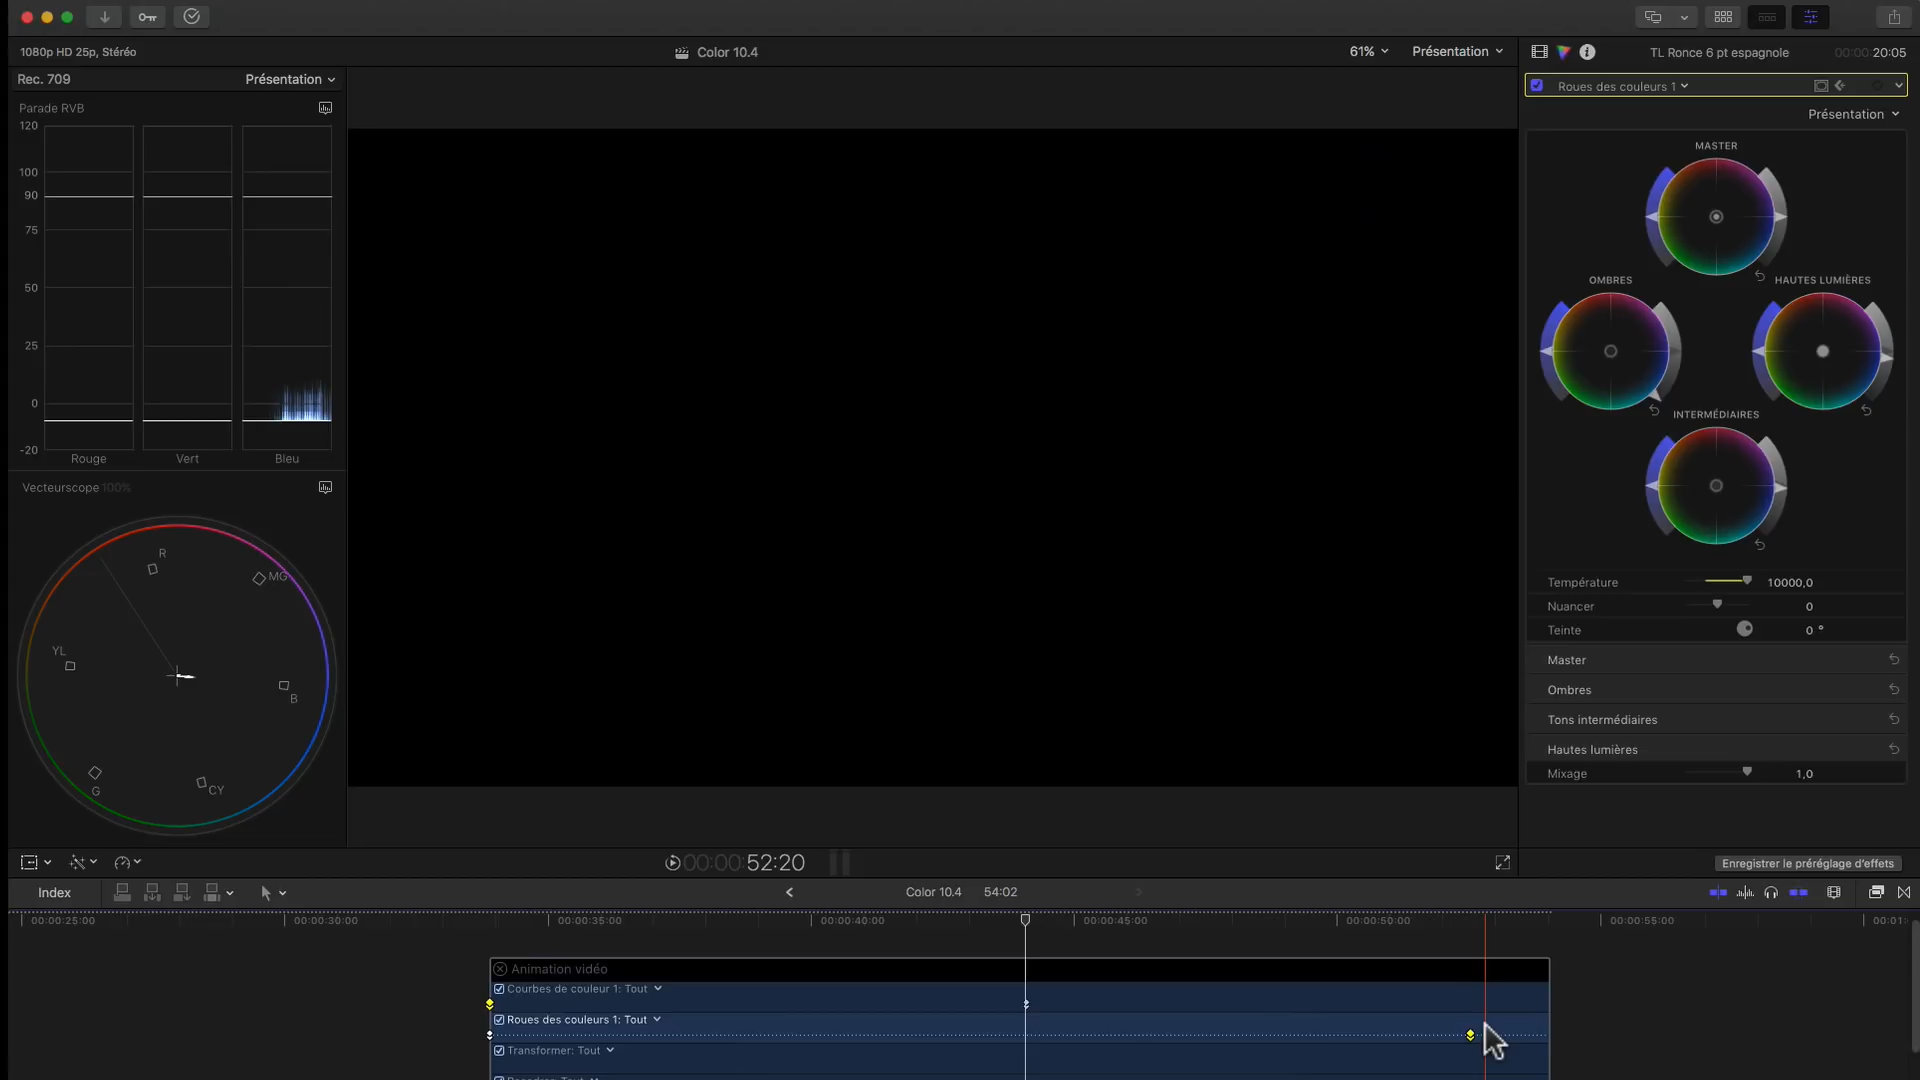 1080p HD 25p, Stéréo
Color 10.4
61%
Présentation
TL Ronce 6 pt espagnole
00:00:20:05
Rec. 709
Présentation
Roues des couleurs 1
Présentation
Parade RVB
120
100
90
75
50
25
0
-20
Rouge
Vert
Bleu
Vecteurscope 100%
R
MG
YL
B
G
CY
MASTER
OMBRES
HAUTES LUMIÈRES
INTERMÉDIAIRES
Température 10000,0
Nuancer 0
Teinte 0 °
Master
Ombres
Tons intermédiaires
Hautes lumières
Mixage 1,0
00:00:52:20
Enregistrer le préréglage d'effets
Index
Color 10.4
54:02
00:00:25:00
00:00:30:00
00:00:35:00
00:00:40:00
00:00:45:00
00:00:50:00
00:00:55:00
Animation vidéo
Courbes de couleur 1: Tout
Roues des couleurs 1: Tout
Transformer: Tout